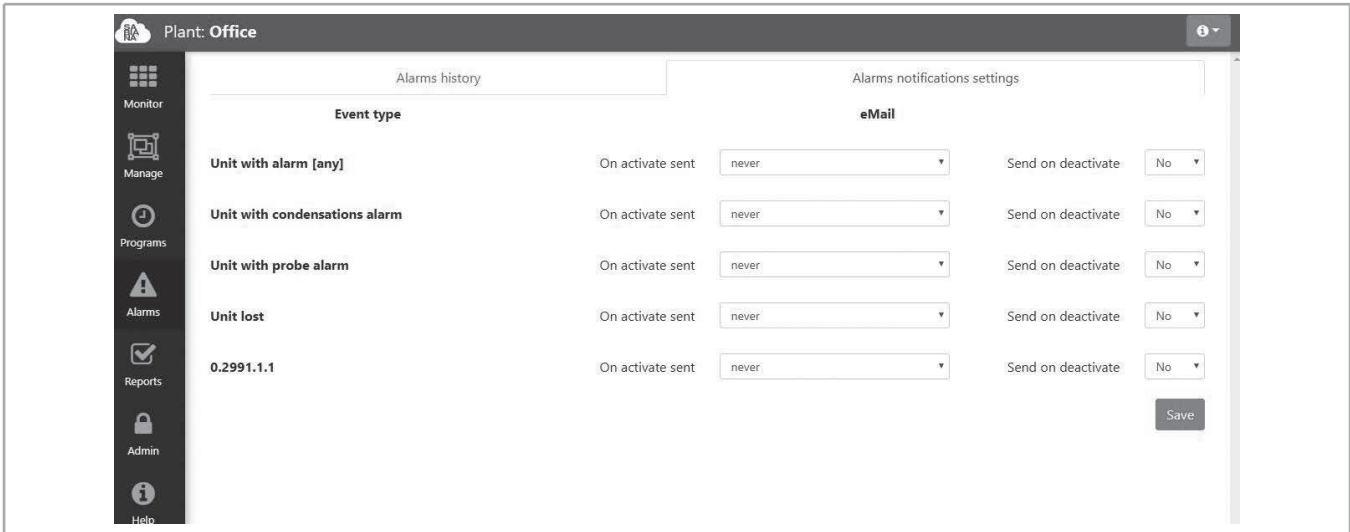 SABIANA Plant: Office
Alarms history Alarms notifications settings
Monitor
Event type eMail
Manage
Unit with alarm [any] On activate sent never Send on deactivate No
Unit with condensations alarm On activate sent never Send on deactivate No
Programs
Unit with probe alarm On activate sent never Send on deactivate No
Alarms
Unit lost On activate sent never Send on deactivate No
0.2991.1.1 On activate sent never Send on deactivate No
Reports
Save
Admin
Help